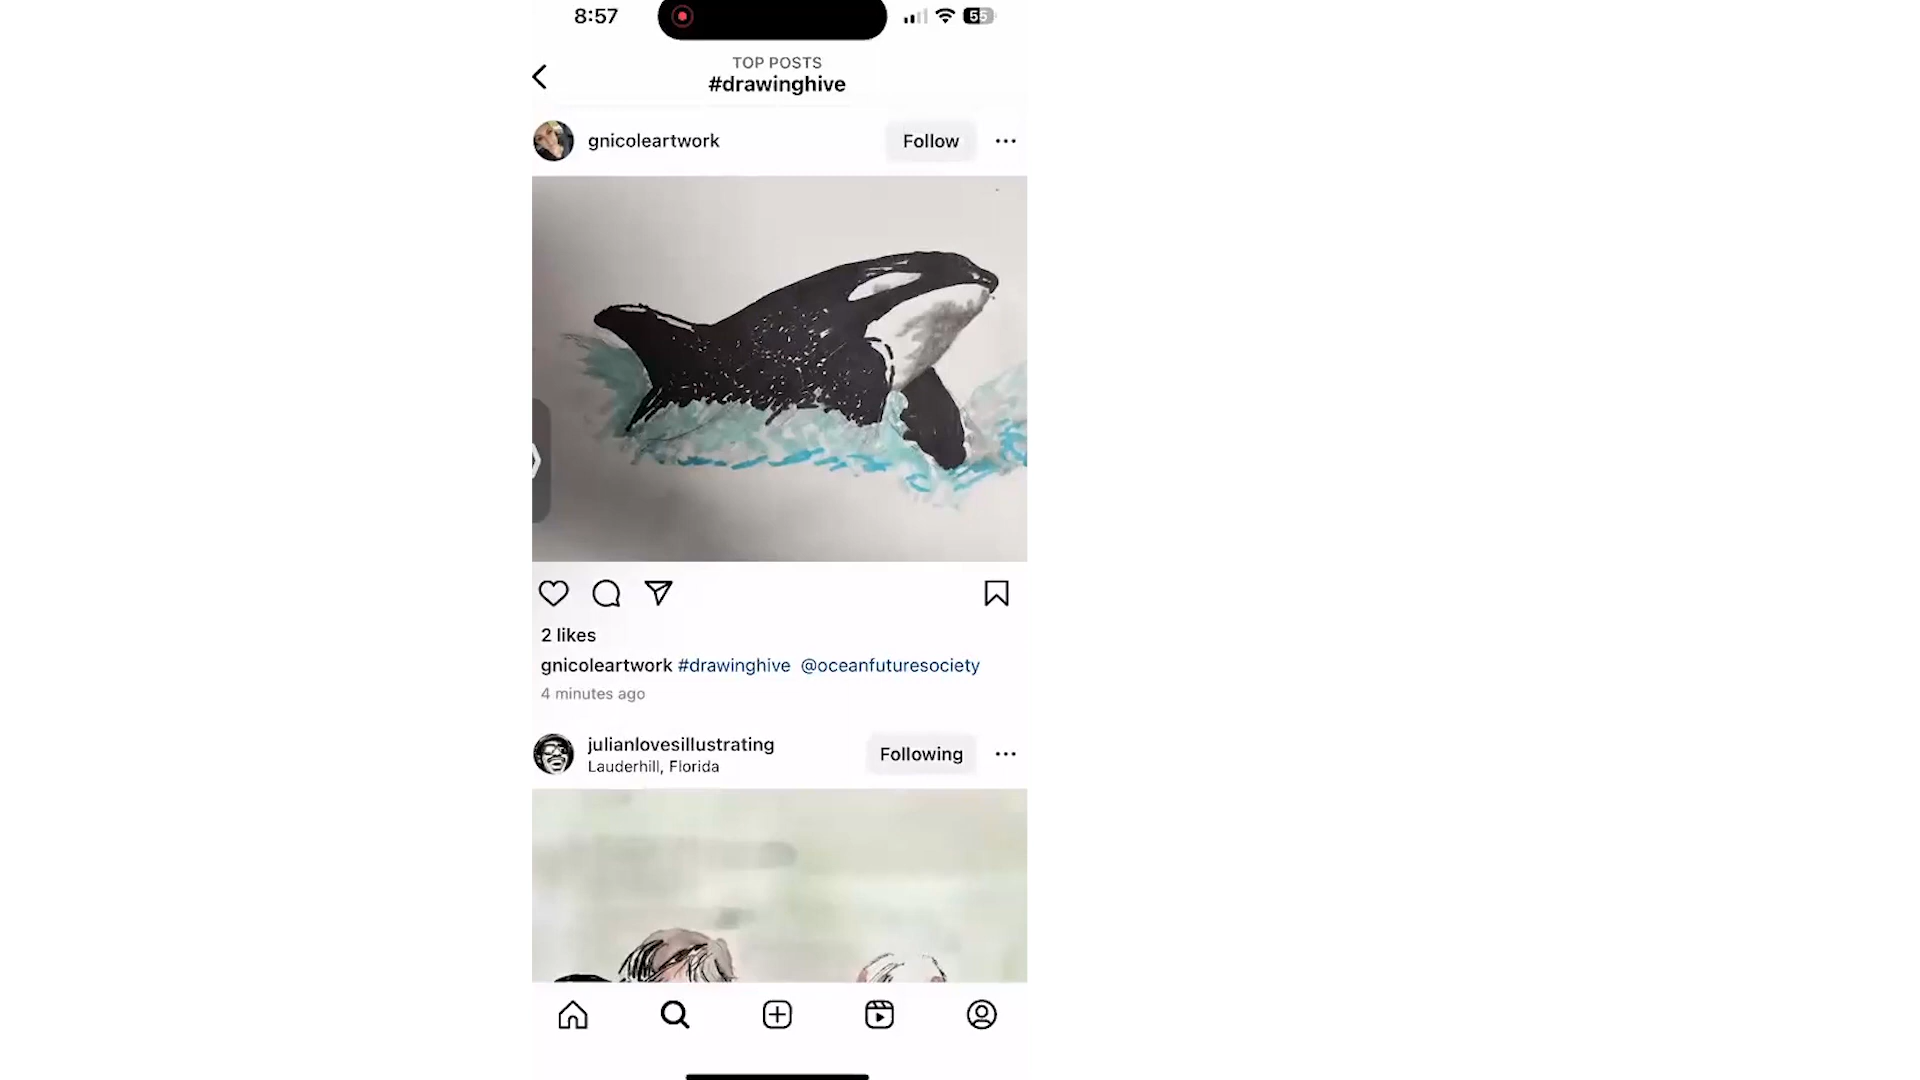 8:57
55
TOP POSTS
#drawinghive
gnicoleartwork
Follow
2 likes
gnicoleartwork #drawinghive @oceanfuturesociety
4 minutes ago
julianlovesillustrating
Following
Lauderhill, Florida